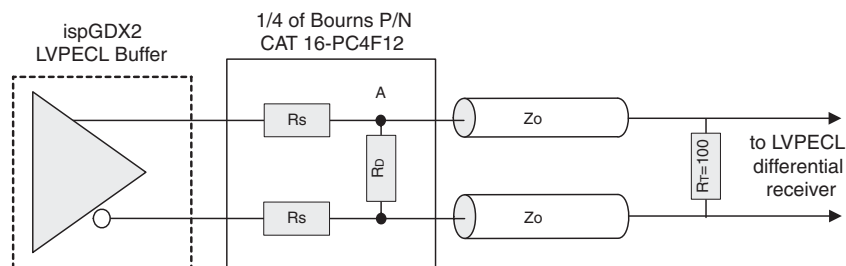 ispGDX2
LVPECL Buffer
1/4 of Bourns P/N
CAT 16-PC4F12
A
Rs
RD
Rs
Zo
Zo
RT=100
to LVPECL
differential
receiver